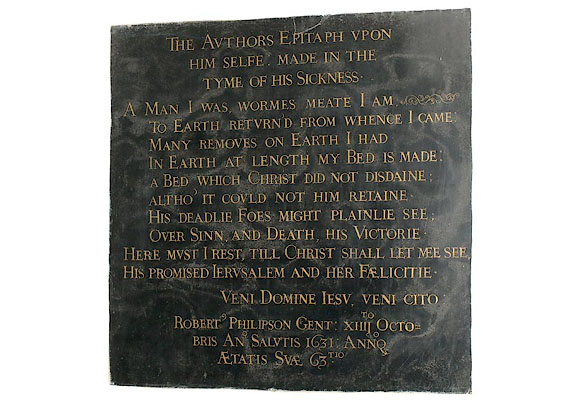 THE AVTHORS EPITAPH VPON
HIM SELFE: MADE IN THE
TYME OF HIS SICKNESS.
A MAN I WAS, WORMES MEATE I AM,
TO EARTH RETVRN'D FROM WHENCE I CAME:
MANY REMOVES ON EARTH I HAD
IN EARTH AT LENGTH MY BED IS MADE:
A BED WHICH CHRIST DID NOT DISDAINE:
ALTHO' IT COVLD NOT HIM RETAINE.
HIS DEADLIE FOES MIGHT PLAINLIE SEE;
OVER SINN, AND DEATH, HIS VICTORIE.
HERE MVST I REST, TILL CHRIST SHALL LET MEE SEE,
HIS PROMISED IERVSALEM AND HER FÆLICITIE.
VENI DOMINE IESV, VENI CITO
ROBERT PHILIPSON GENT: XIIIJTO OCTO=
BRIS ANO SALVTIS 1631: ANNOQ
ÆTATIS SVÆ 63TIO